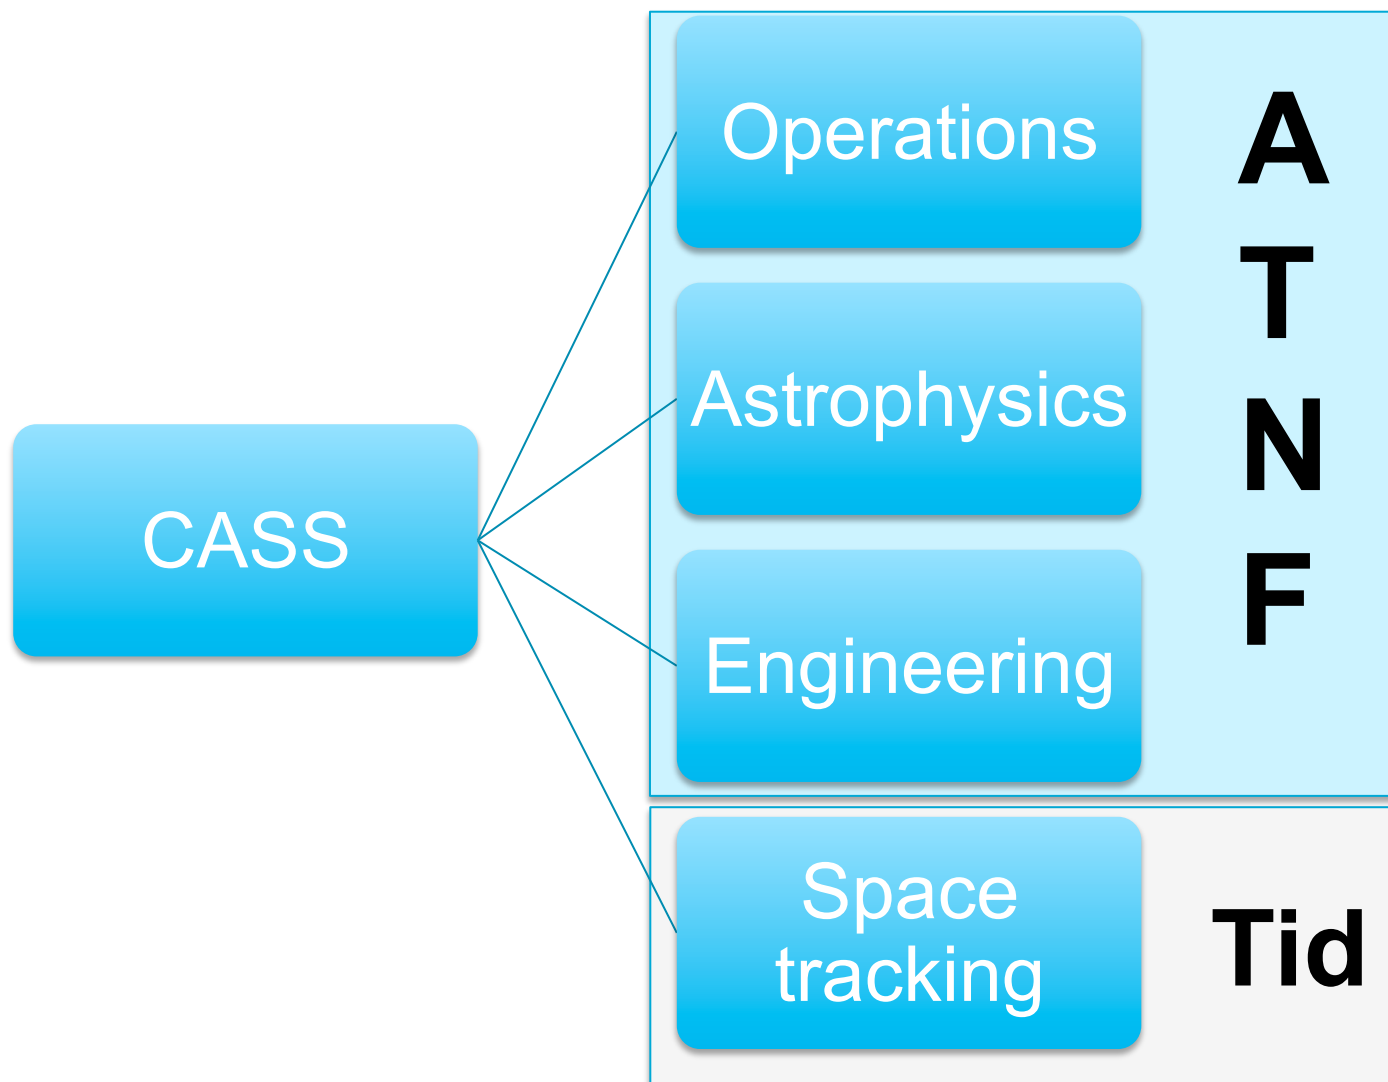 Operations
A
T
N
F
Astrophysics
CASS
Engineering
Space
tracking
Tid